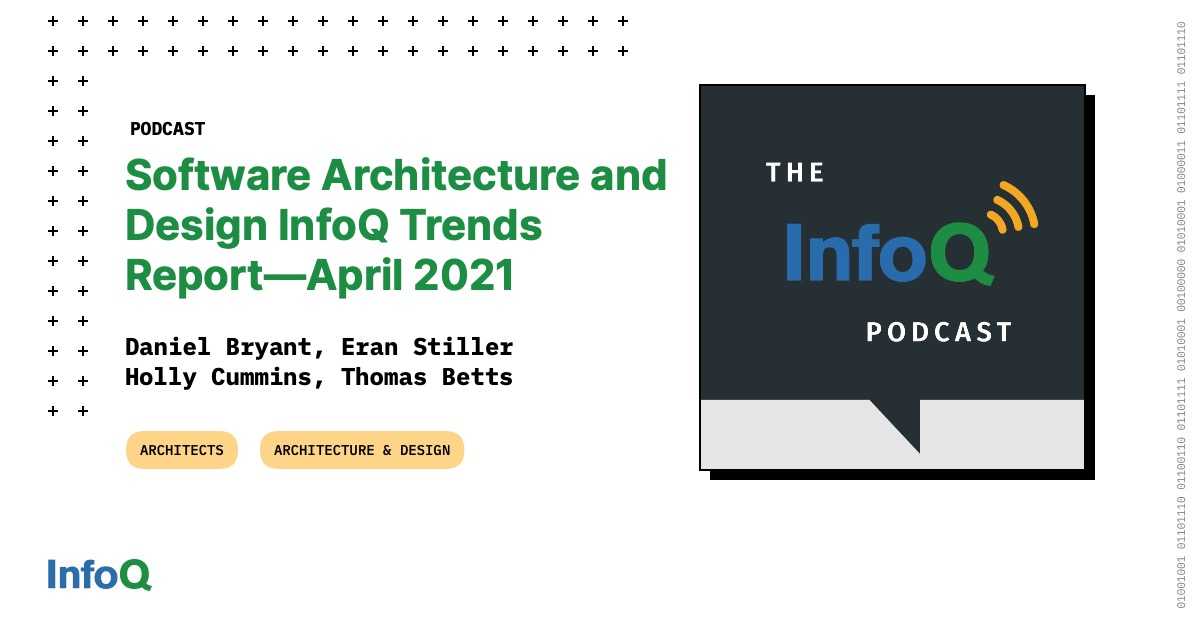 PODCAST
Software Architecture and
Design InfoQ Trends
Report—April 2021
Daniel Bryant, Eran Stiller
Holly Cummins, Thomas Betts
ARCHITECTS
ARCHITECTURE & DESIGN
InfoQ
THE
InfoQ
PODCAST
01001001 01101110 01100110 01101111 01010001 00100000 01010001 01000011 01101111 01101110